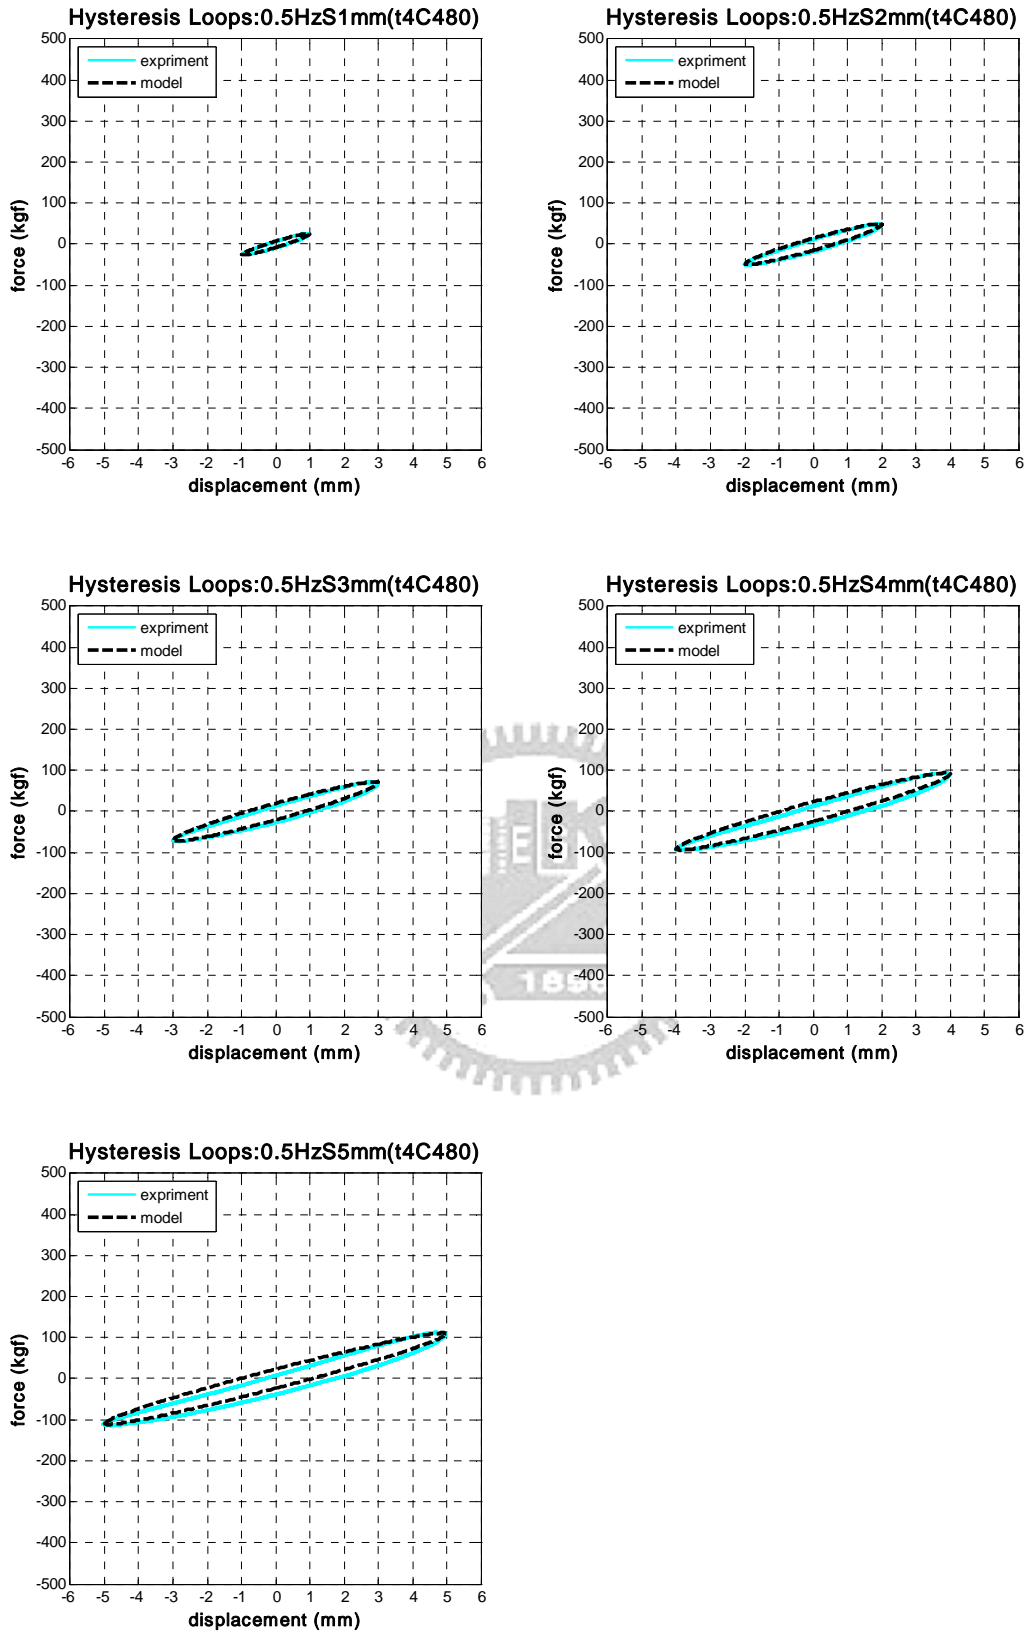 Hysteresis Loops:0.5HzS1mm(t4C480)
expriment
model
500
400
300
200
100
0
-100
-200
-300
-400
-500
force (kgf)
-6 -5 -4 -3 -2 -1 0 1 2 3 4 5 6
displacement (mm)
Hysteresis Loops:0.5HzS2mm(t4C480)
expriment
model
500
400
300
200
100
0
-100
-200
-300
-400
-500
force (kgf)
-6 -5 -4 -3 -2 -1 0 1 2 3 4 5 6
displacement (mm)
Hysteresis Loops:0.5HzS3mm(t4C480)
expriment
model
500
400
300
200
100
0
-100
-200
-300
-400
-500
force (kgf)
-6 -5 -4 -3 -2 -1 0 1 2 3 4 5 6
displacement (mm)
Hysteresis Loops:0.5HzS4mm(t4C480)
expriment
model
500
400
300
200
100
0
-100
-200
-300
-400
-500
force (kgf)
-6 -5 -4 -3 -2 -1 0 1 2 3 4 5 6
displacement (mm)
Hysteresis Loops:0.5HzS5mm(t4C480)
expriment
model
500
400
300
200
100
0
-100
-200
-300
-400
-500
force (kgf)
-6 -5 -4 -3 -2 -1 0 1 2 3 4 5 6
displacement (mm)